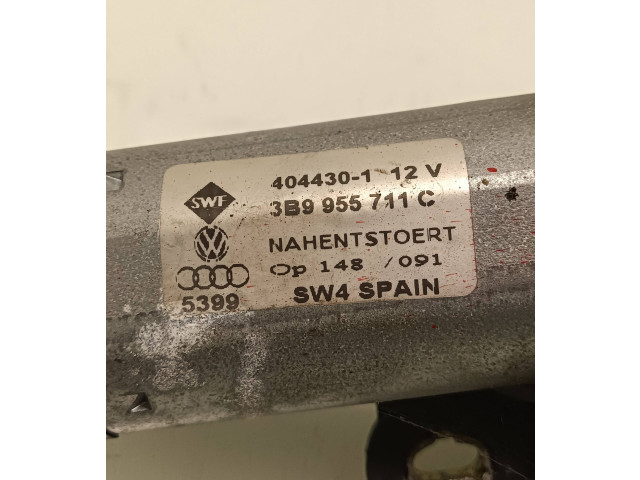 404430-1 12 V
SWF
3B9 955 711 C
NAHENTSTOERT
Op 148 /091
5399
SW4 SPAIN